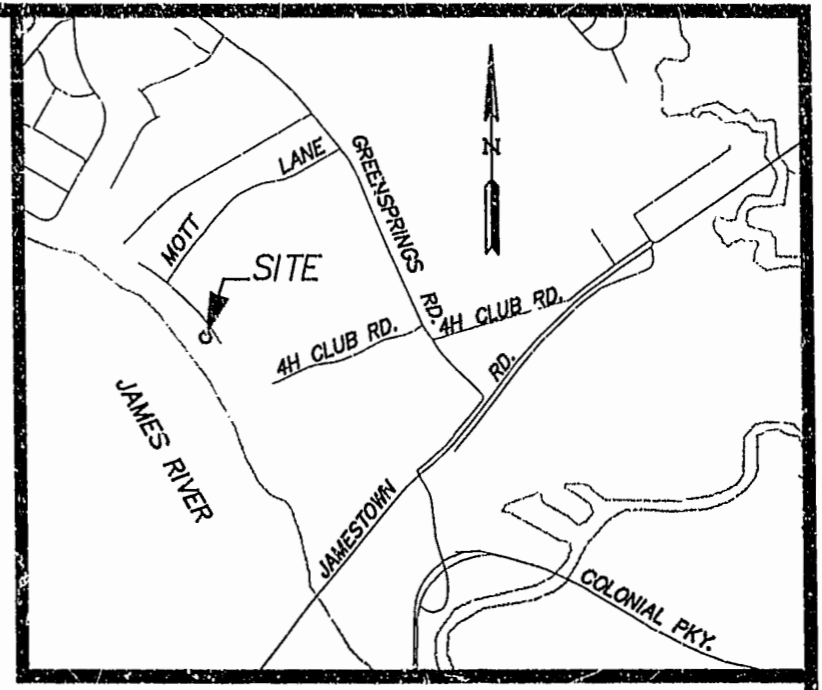 LANE
MOTT
GREENSPRINGS RD.
N
SITE
4H CLUB RD.
4H CLUB RD.
JAMES RIVER
JAMESTOWN RD.
COLONIAL PKY.